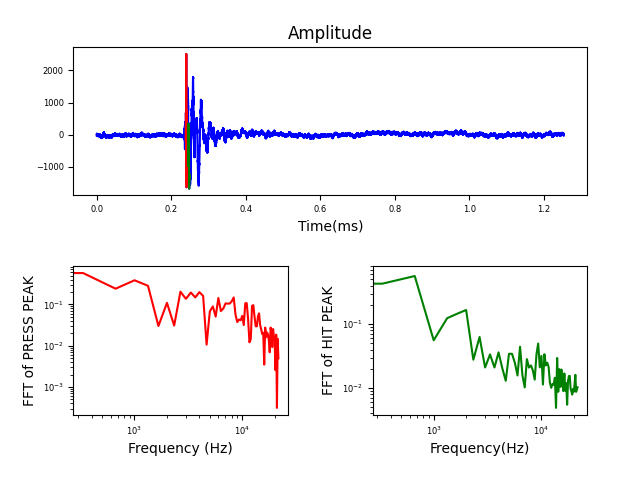 Amplitude
2000
1000
0
−1000
0.0 0.2 0.4 0.6 0.8 1.0 1.2
Time(ms)
FFT of PRESS PEAK
10⁻¹
10⁻²
10⁻³
10³ 10⁴
Frequency (Hz)
FFT of HIT PEAK
10⁻¹
10⁻²
10³ 10⁴
Frequency(Hz)